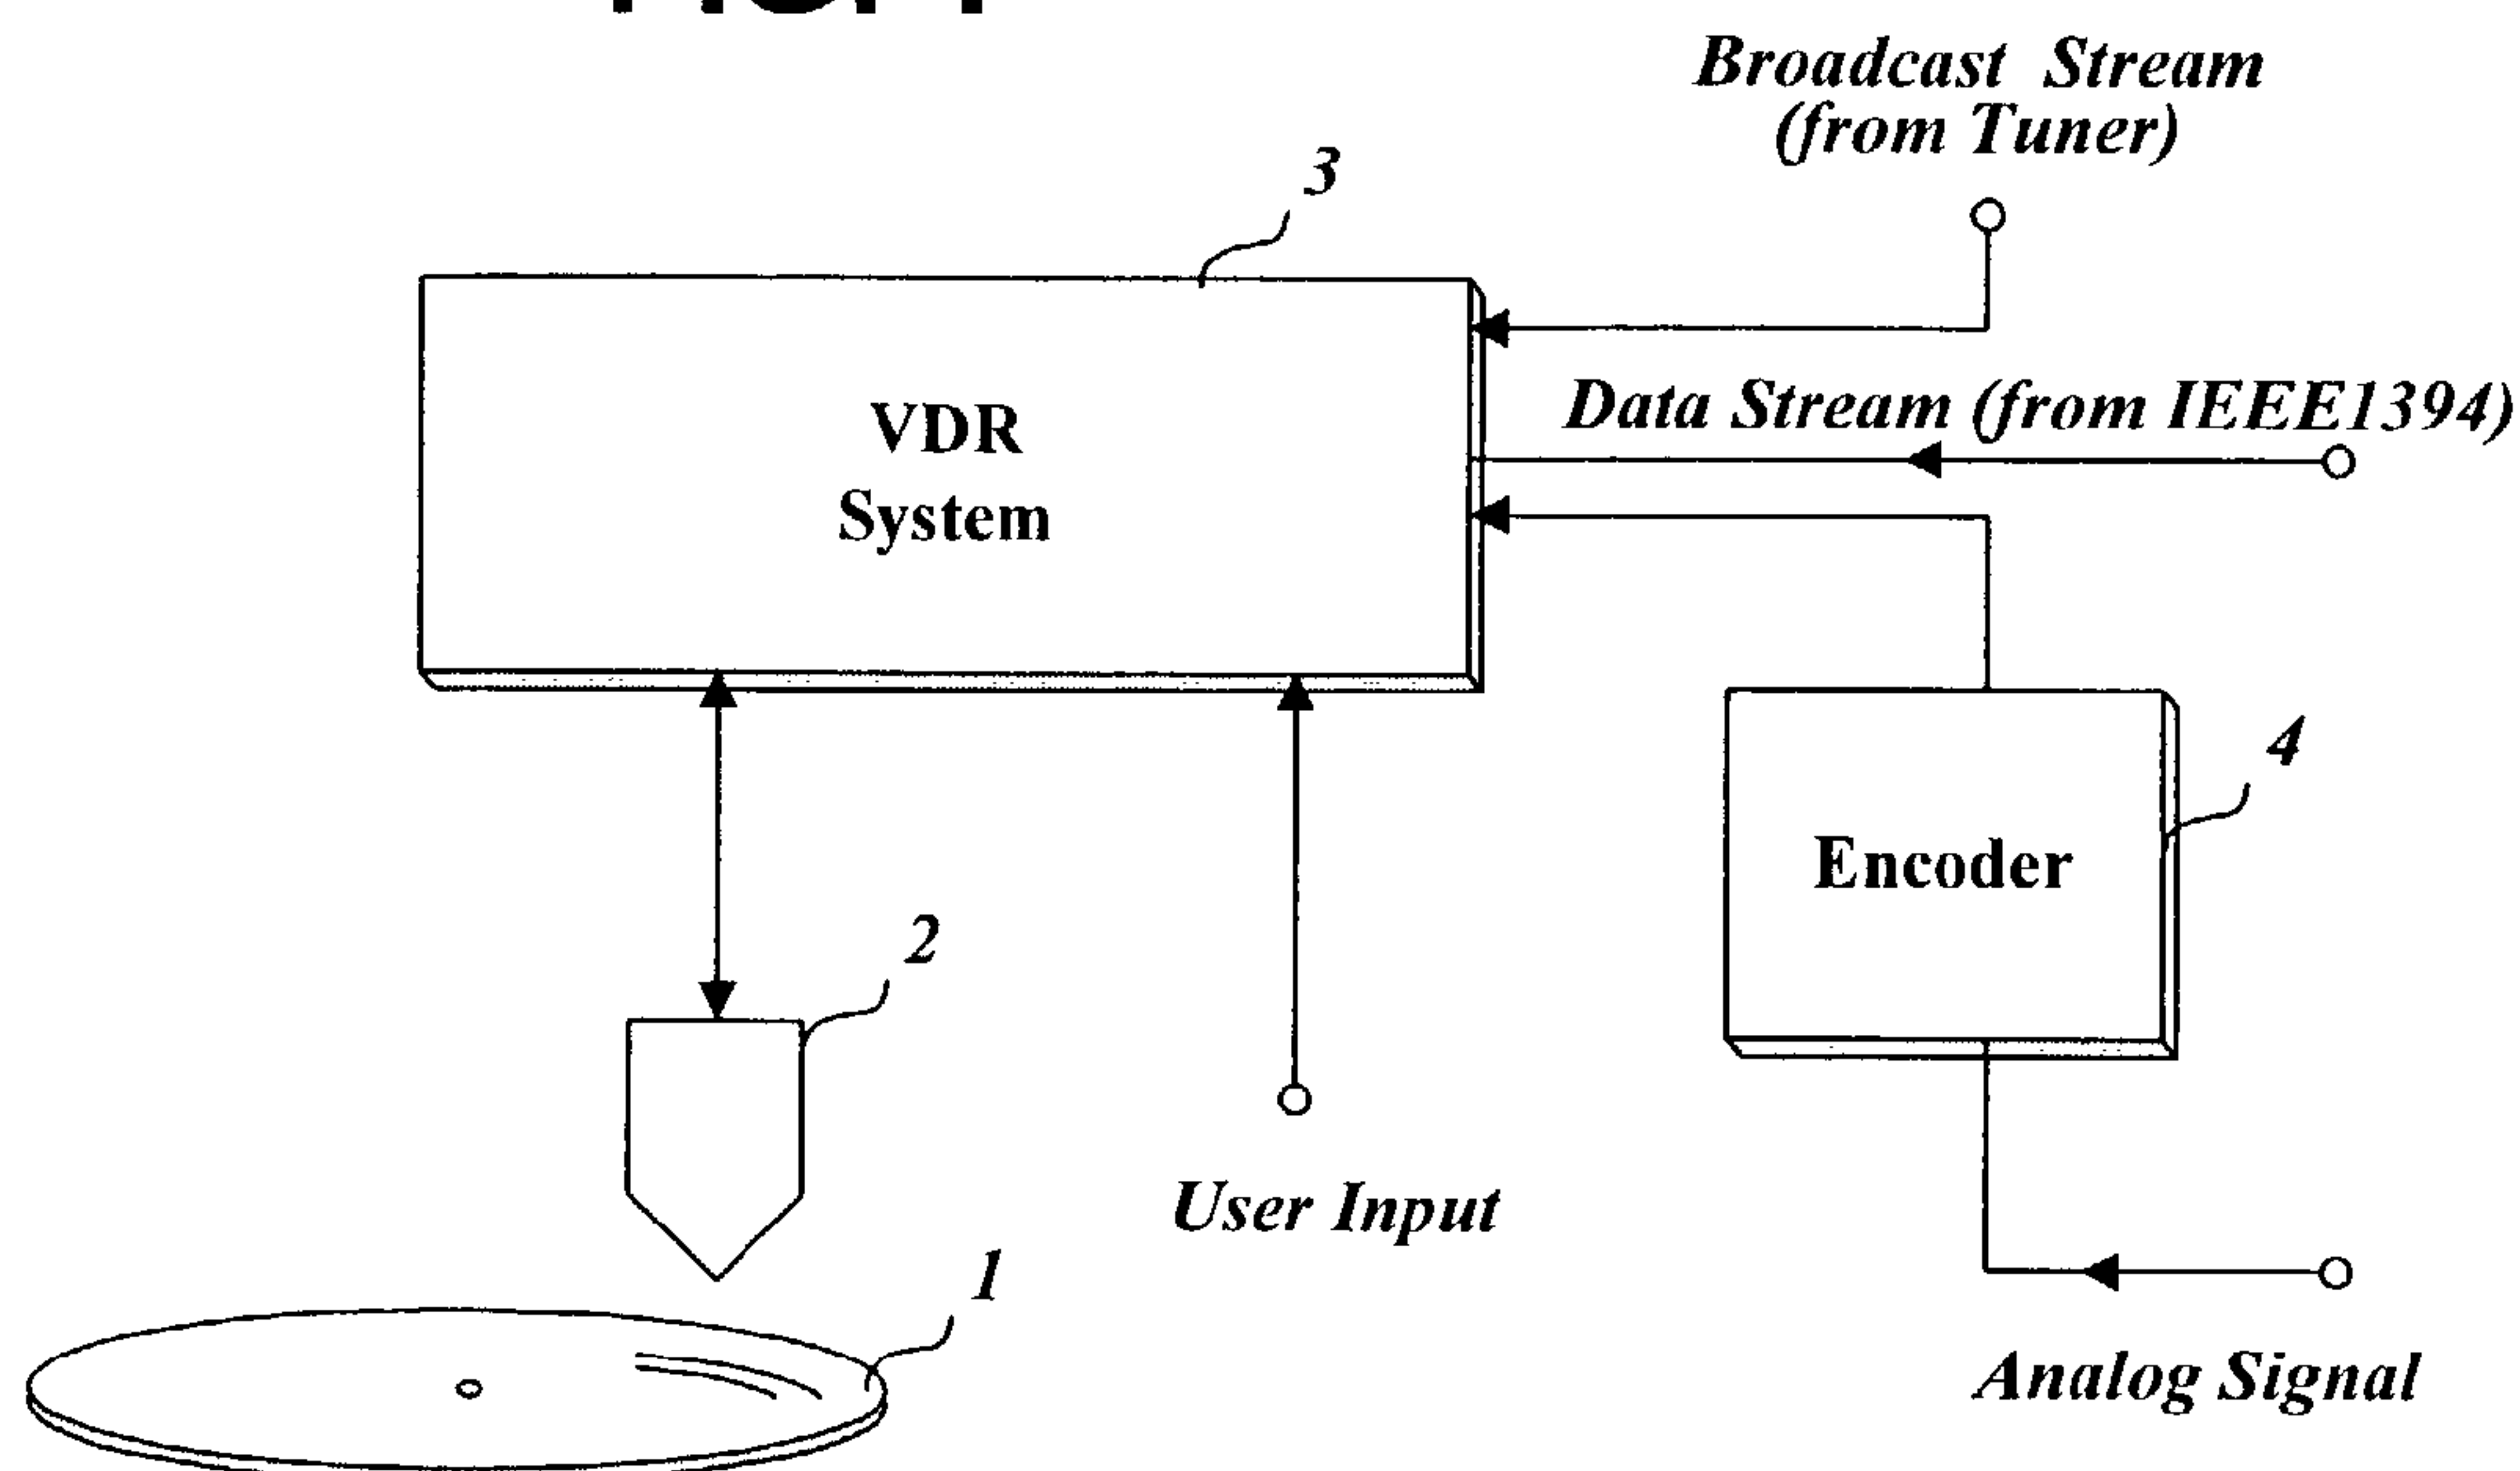 Broadcast Stream
(from Tuner)
3
Data Stream (from IEEE1394)
VDR
System
4
Encoder
2
User Input
1
Analog Signal